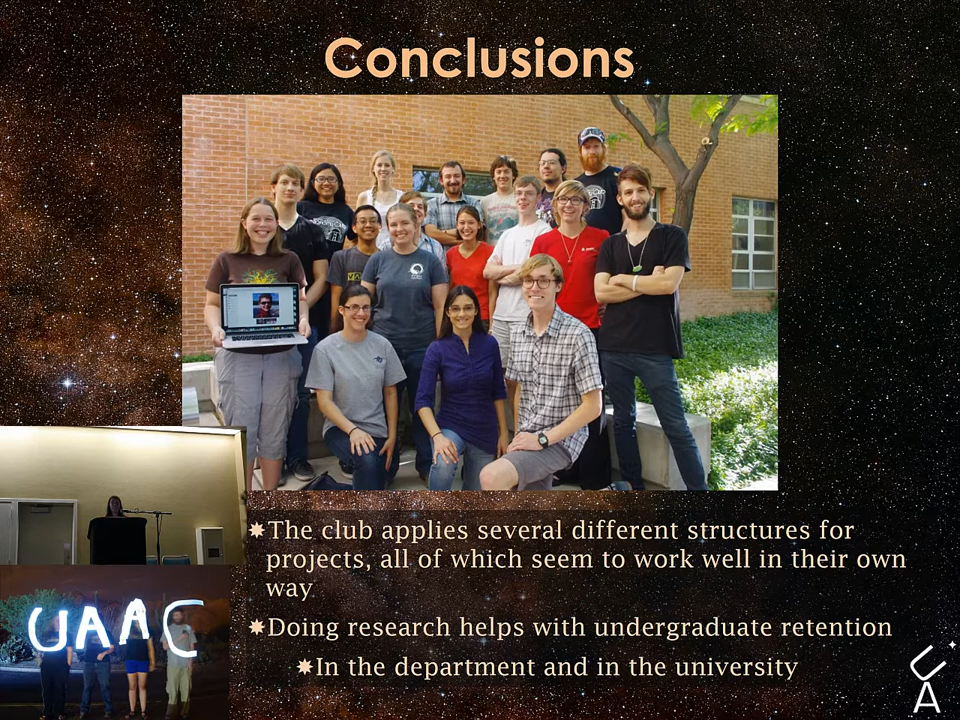 Conclusions
✸The club applies several different structures for
projects, all of which seem to work well in their own
way
✸Doing research helps with undergraduate retention
✸In the department and in the university
UAAC
UA